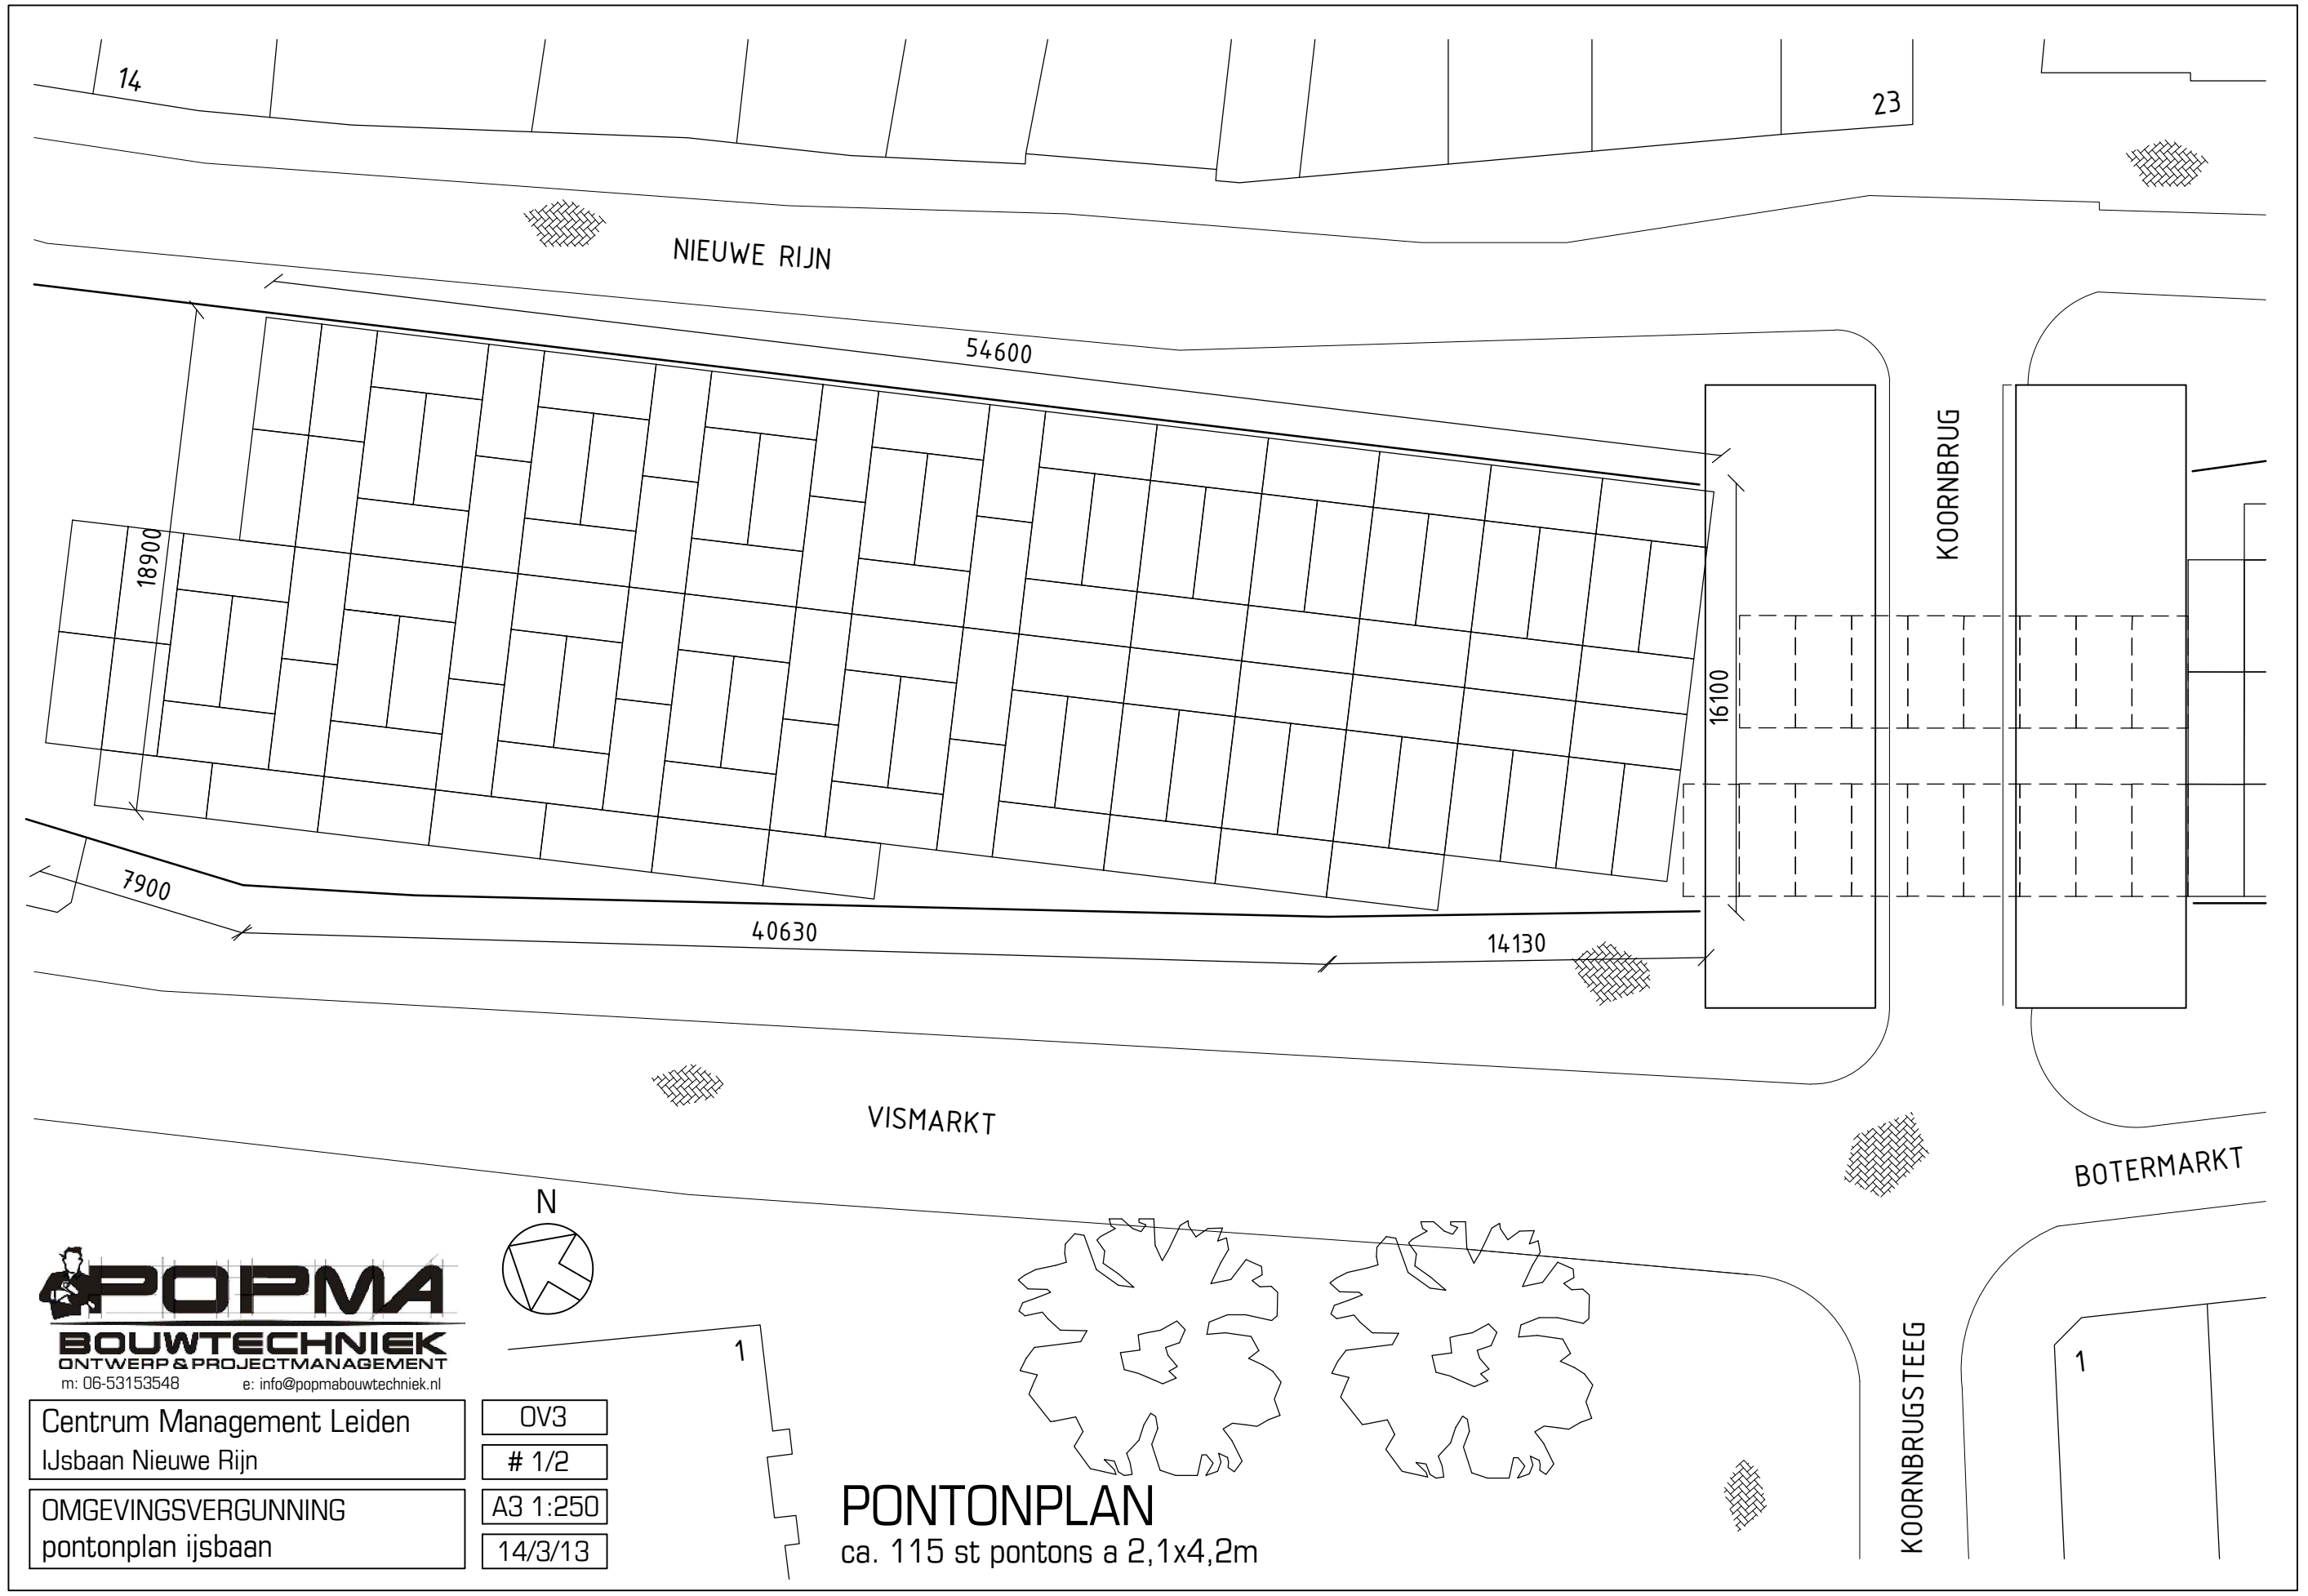 14
23
NIEUWE RIJN
54600
KOORNBRUG
18900
16100
7900
40630
14130
VISMARKT
BOTERMARKT
N
POPMA
BOUWTECHNIEK
ONTWERP & PROJECTMANAGEMENT
m: 06-53153548 e: info@popmabouwtechniek.nl
1
1
KOORNBRUGSTEEG
Centrum Management Leiden
IJsbaan Nieuwe Rijn
OMGEVINGSVERGUNNING
pontonplan ijsbaan
OV3
# 1/2
A3 1:250
14/3/13
PONTONPLAN
ca. 115 st pontons a 2,1x4,2m